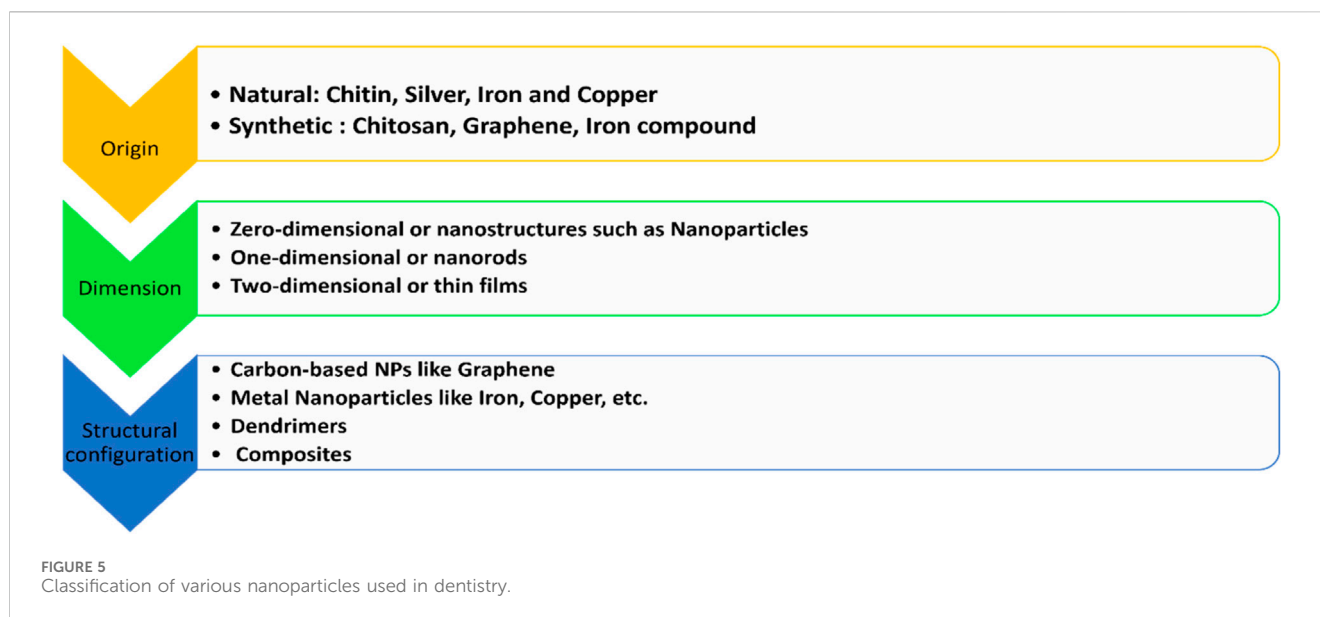 Origin
• Natural: Chitin, Silver, Iron and Copper
• Synthetic : Chitosan, Graphene, Iron compound
Dimension
• Zero-dimensional or nanostructures such as Nanoparticles
• One-dimensional or nanorods
• Two-dimensional or thin films
Structural
configuration
• Carbon-based NPs like Graphene
• Metal Nanoparticles like Iron, Copper, etc.
• Dendrimers
• Composites
FIGURE 5
Classification of various nanoparticles used in dentistry.